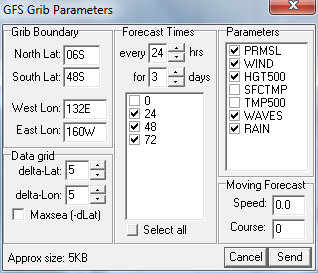 GFS Grib Parameters
Grib Boundary
North Lat: 06S
South Lat: 48S
West Lon: 132E
East Lon: 160W
Data grid
delta-Lat: 5
delta-Lon: 5
Maxsea (-dLat)
Approx size: 5KB
Forecast Times
every 24 hrs
for 3 days
0
24
48
72
Select all
Parameters
PRMSL
WIND
HGT500
SFCTMP
TMP500
WAVES
RAIN
Moving Forecast
Speed: 0.0
Course: 0
Cancel Send